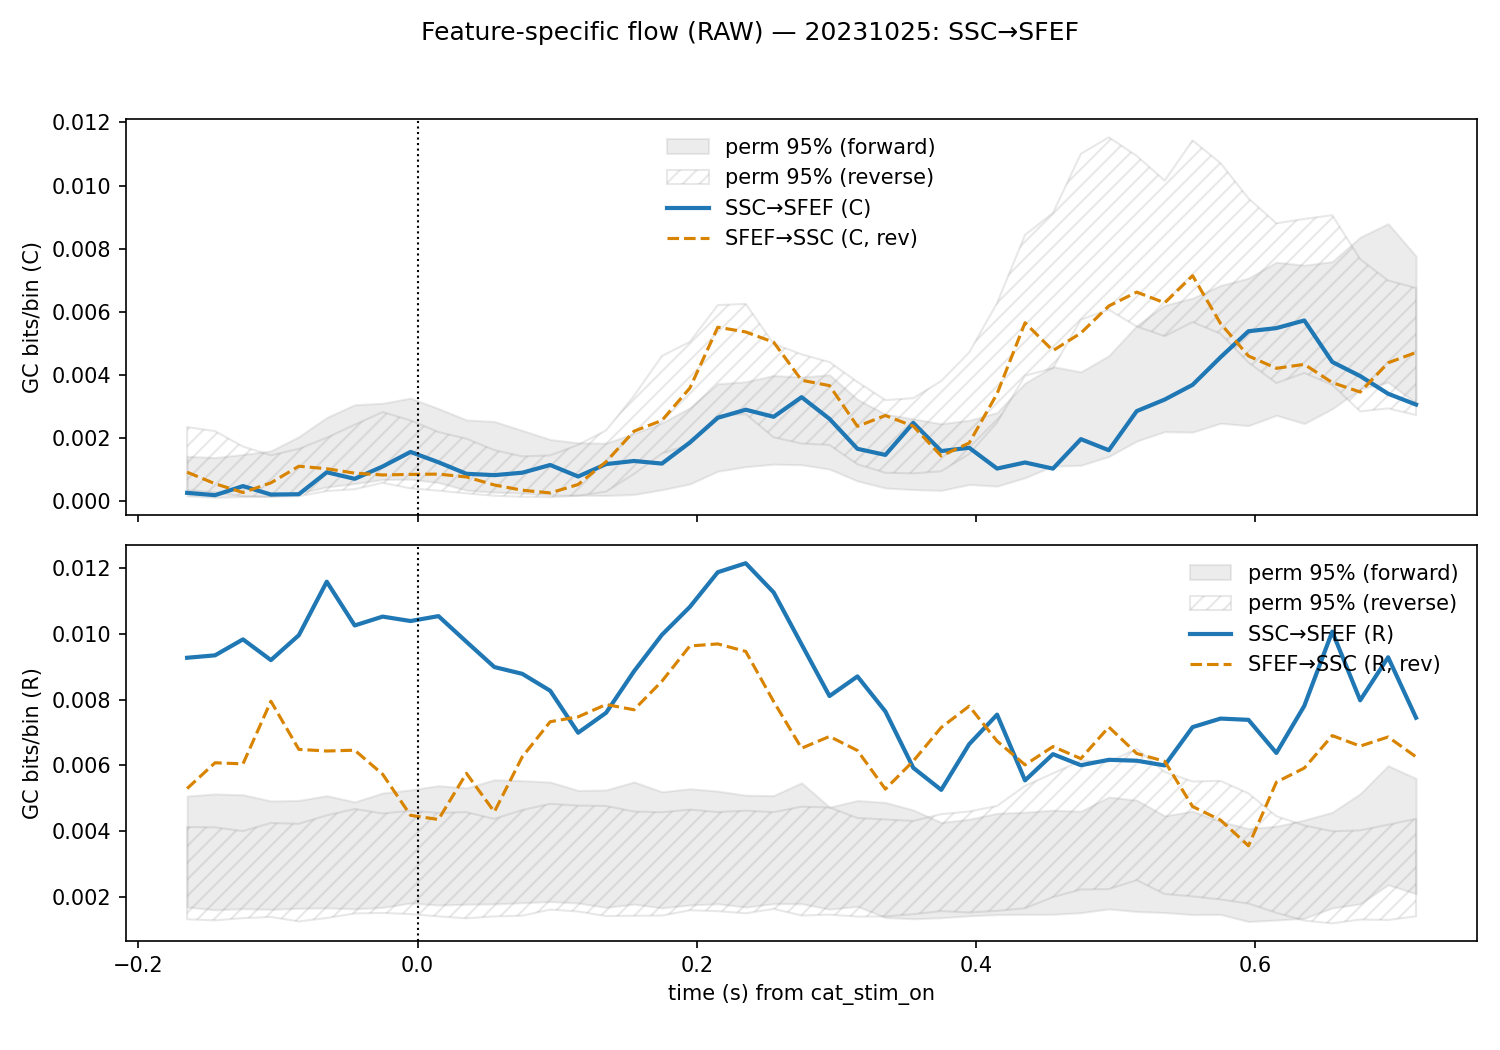 Feature-specific flow (RAW) — 20231025: SSC→SFEF
GC bits/bin (C)
0.012
0.010
0.008
0.006
0.004
0.002
0.000
perm 95% (forward)
perm 95% (reverse)
SSC→SFEF (C)
SFEF→SSC (C, rev)
GC bits/bin (R)
0.012
0.010
0.008
0.006
0.004
0.002
perm 95% (forward)
perm 95% (reverse)
SSC→SFEF (R)
SFEF→SSC (R, rev)
−0.2 0.0 0.2 0.4 0.6
time (s) from cat_stim_on